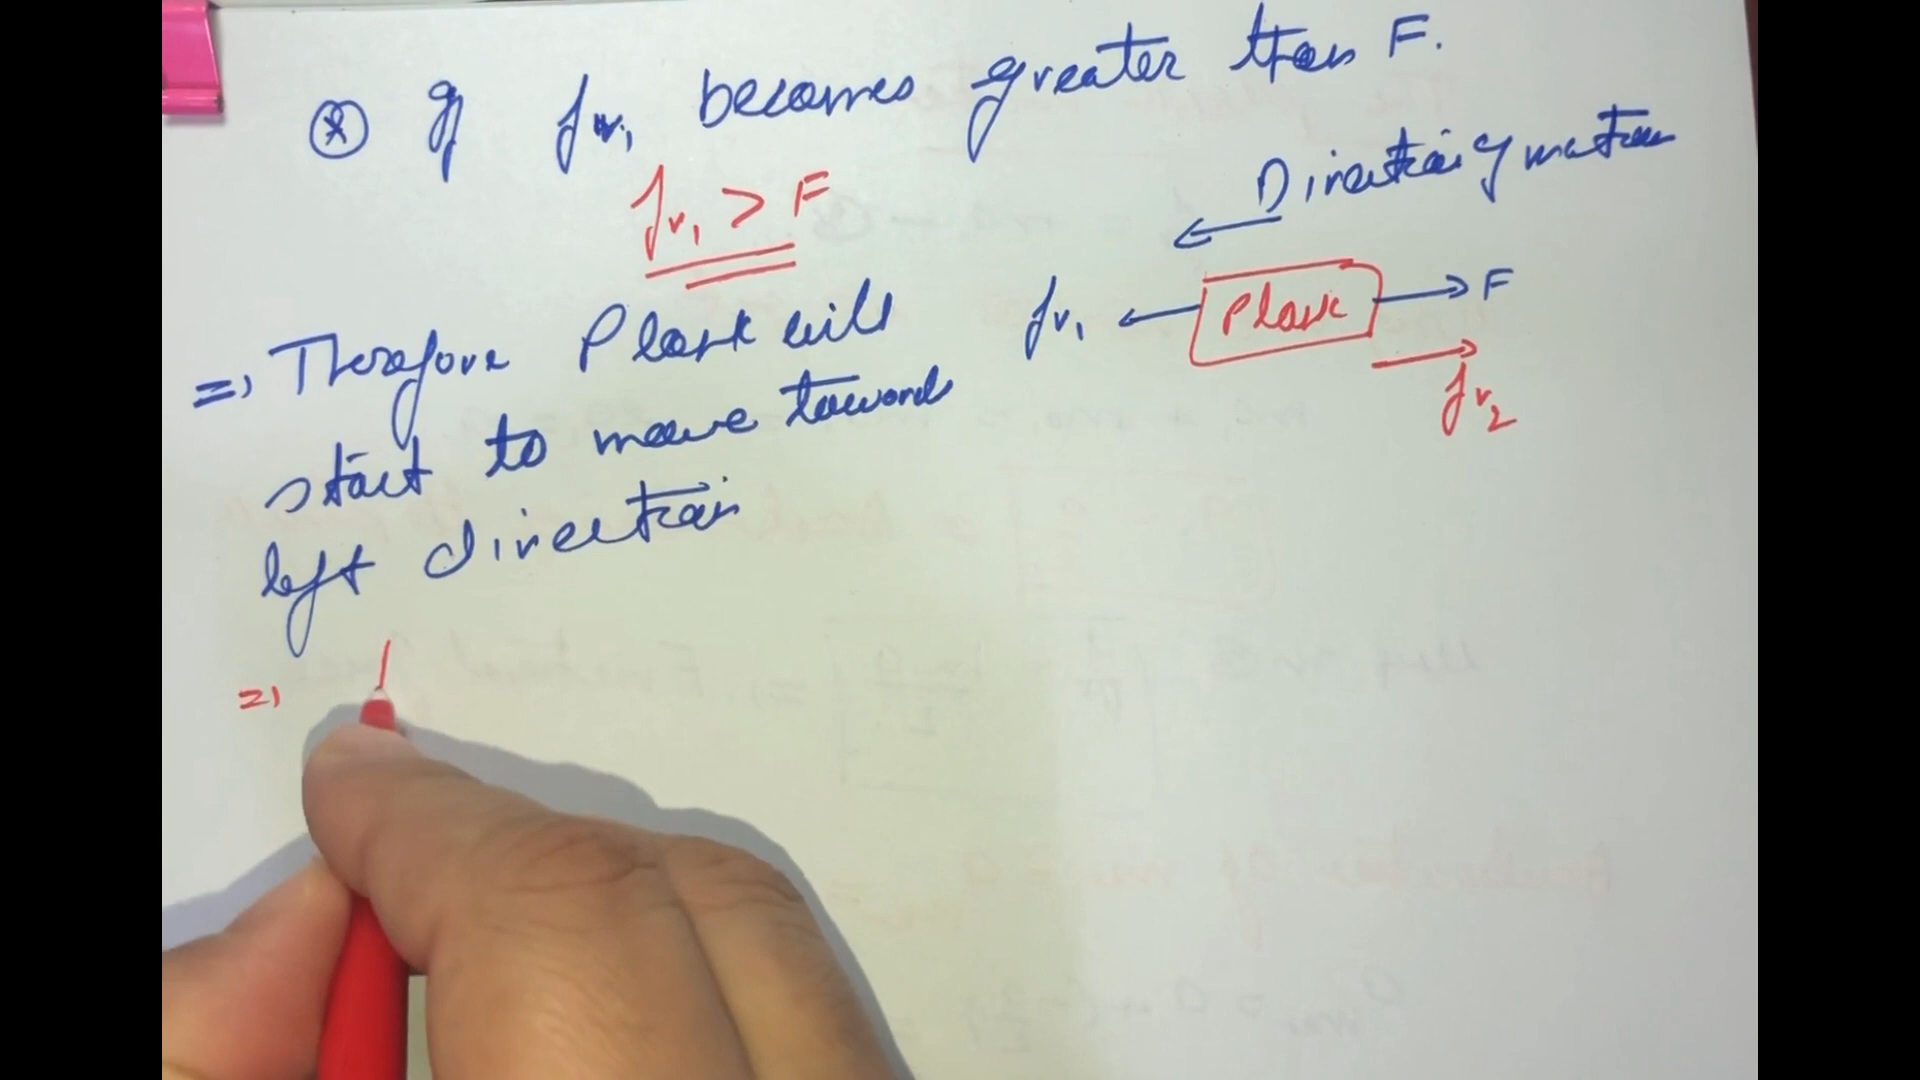 ⊛ If fr₁ becomes greater than F.
fr₁ > F
Direction of motion
⇒ Therefore Plank will
start to move towards
left direction
fr₁ ← Plank → F
fr₂
⇒